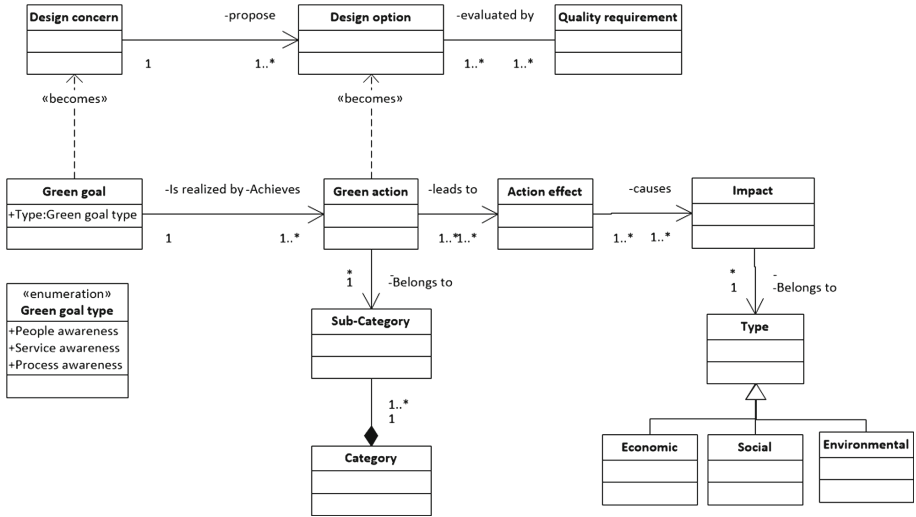 Design concern
-propose
Design option
-evaluated by
Quality requirement
1
1..*
1..*
1..*
«becomes»
«becomes»
Green goal
+Type:Green goal type
-Is realized by -Achieves
Green action
-leads to
Action effect
-causes
Impact
1
1..*
1..*
1..*
1..*
1..*
*
1
-
-Belongs to
*
1
-
-Belongs to
«enumeration»
Green goal type
+People awareness
+Service awareness
+Process awareness
Sub-Category
Type
1..*
1
Category
Economic
Social
Environmental